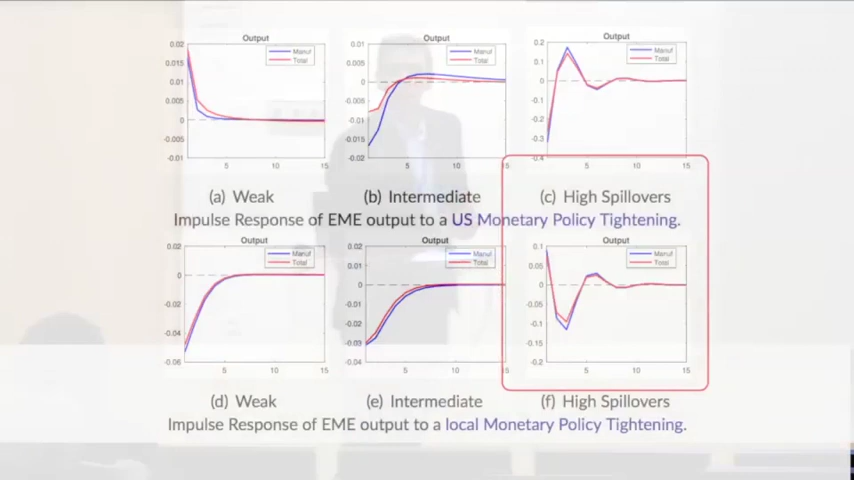 Output Output Output
0.02 0.01 0.2
Manuf Manuf Manuf
Total Total Total
0.015 0.005 0.1
0.01 0 0
0.005 -0.005 -0.1
0 -0.01 -0.2
-0.005 -0.015 -0.3
-0.01 -0.02 -0.4
5 10 15 5 10 15 5 10 15
(a) Weak (b) Intermediate (c) High Spillovers
Impulse Response of EME output to a US Monetary Policy Tightening.
Output Output Output
0.02 0.02 0.1
Manuf Manuf Manuf
Total Total Total
0.01 0.05
0 0 0
-0.02 -0.01 -0.05
-0.02 -0.1
-0.04 -0.03 -0.15
-0.06 -0.04 -0.2
5 10 15 5 10 15 5 10 15
(d) Weak (e) Intermediate (f) High Spillovers
Impulse Response of EME output to a local Monetary Policy Tightening.